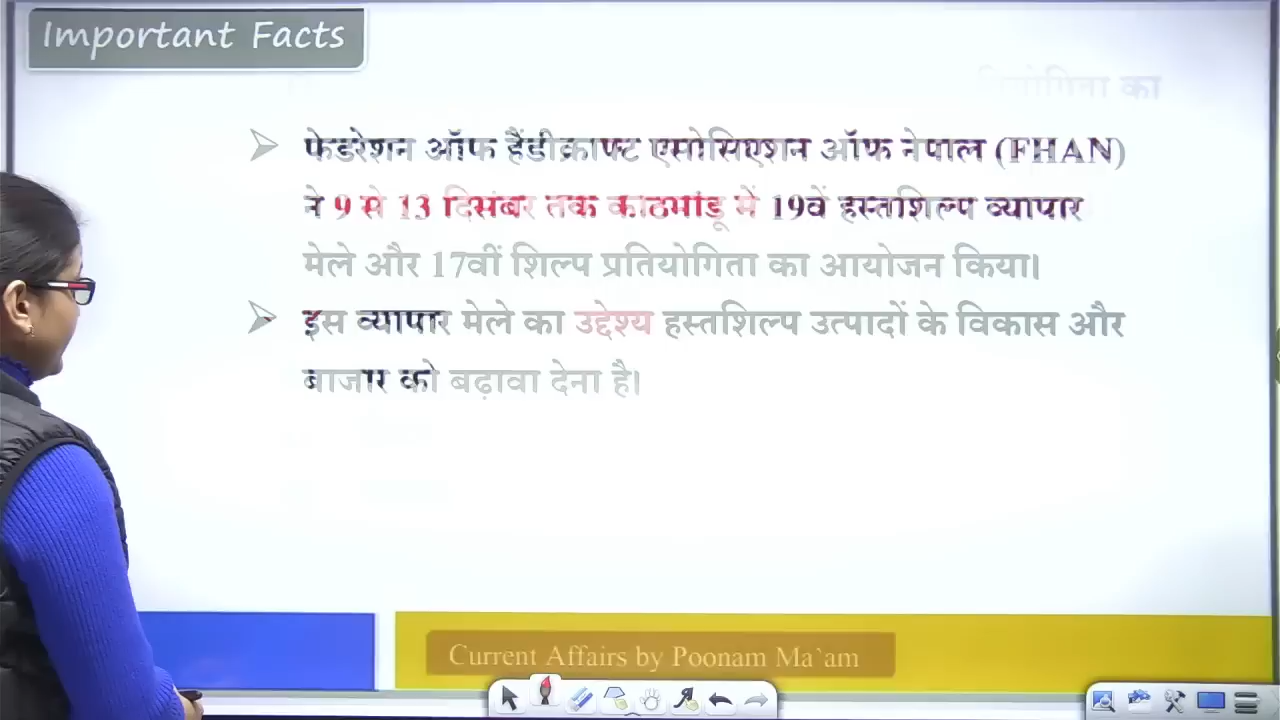 Important Facts
का
फेडरेशन ऑफ हैंडीक्राफ्ट एसोसिएशन ऑफ नेपाल (FHAN)
ने 9 से 13 दिसंबर तक काठमांडू में 19वें हस्तशिल्प व्यापार
मेले और 17वीं शिल्प प्रतियोगिता का आयोजन किया।
इस व्यापार मेले का उद्देश्य हस्तशिल्प उत्पादों के विकास और
बाजार को बढ़ावा देना है।
Current Affairs by Poonam Ma`am